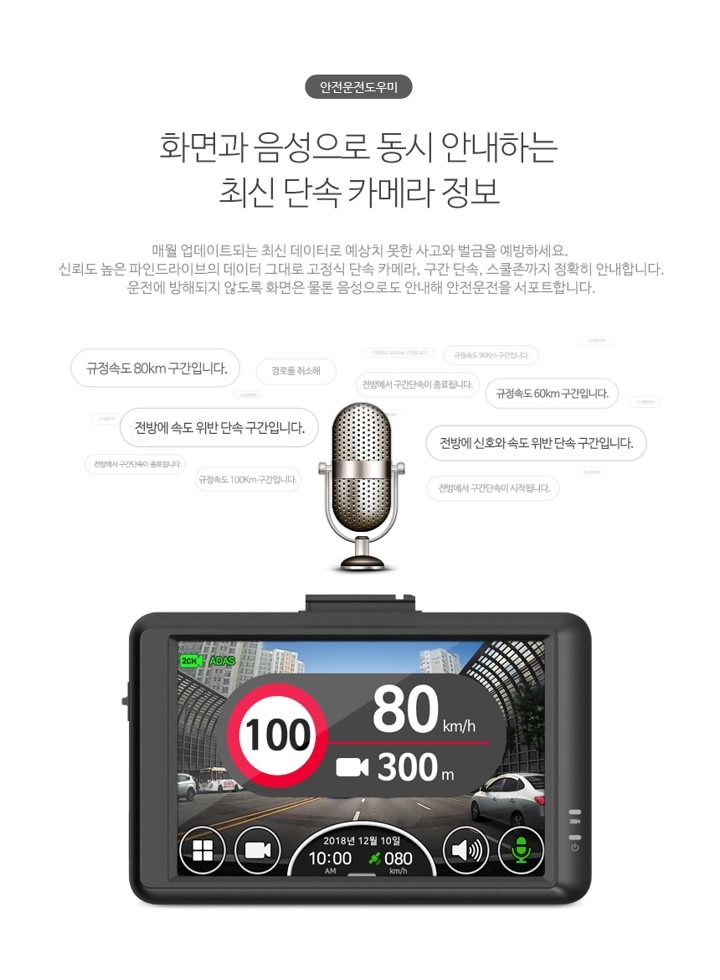 안전운전도우미
화면과 음성으로 동시 안내하는
최신 단속 카메라 정보
매월 업데이트되는 최신 데이터로 예상치 못한 사고와 벌금을 예방하세요.
신뢰도 높은 파인드라이브의 데이터 그대로 고정식 단속 카메라, 구간 단속, 스쿨존까지 정확히 안내합니다.
운전에 방해되지 않도록 화면은 물론 음성으로도 안내해 안전운전을 서포트합니다.
규정속도 80km 구간입니다.
경로를 취소해
규정속도 90Km 구간입니다.
전방에서 구간단속이 종료됩니다.
규정속도 60km 구간입니다.
전방에 속도 위반 단속 구간입니다.
전방에 신호와 속도 위반 단속 구간입니다.
전방에서 구간단속이 종료됩니다.
규정속도 100Km 구간입니다.
전방에서 구간단속이 시작됩니다.
2CH ADAS
100
80 km/h
300 m
2018년 12월 10일
10:00 AM
080 km/h